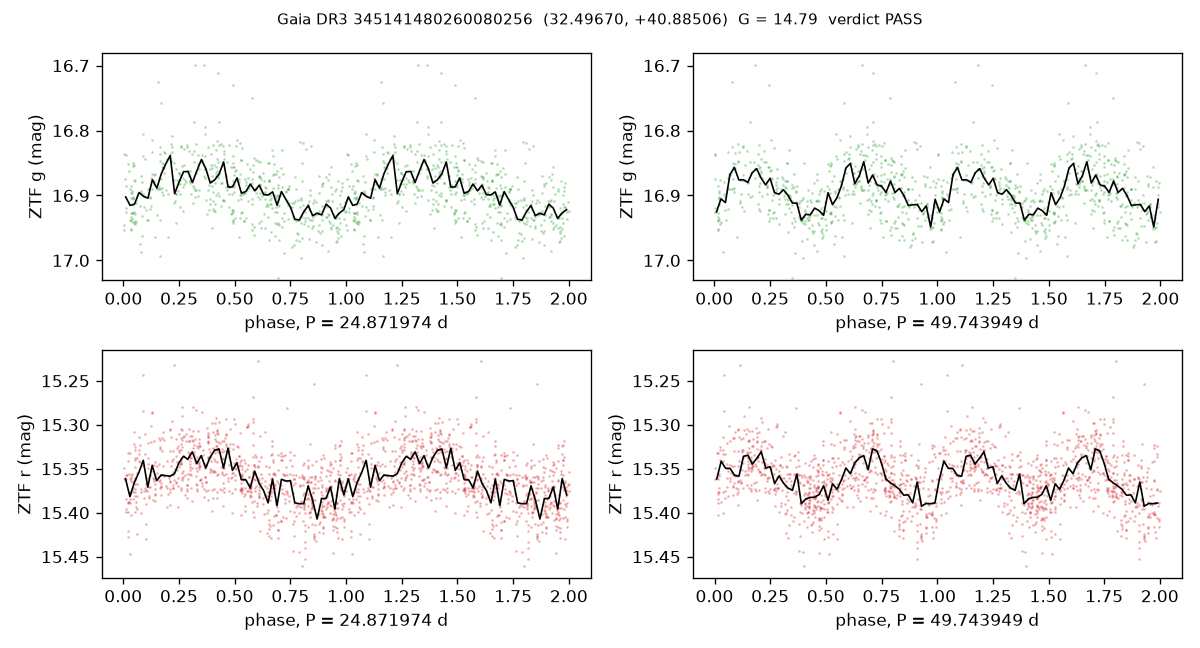 Gaia DR3 345141480260080256  (32.49670, +40.88506)  G = 14.79  verdict PASS
ZTF g (mag)
16.7
16.8
16.9
17.0
0.00 0.25 0.50 0.75 1.00 1.25 1.50 1.75 2.00
phase, P = 24.871974 d
ZTF g (mag)
16.7
16.8
16.9
17.0
0.00 0.25 0.50 0.75 1.00 1.25 1.50 1.75 2.00
phase, P = 49.743949 d
ZTF r (mag)
15.25
15.30
15.35
15.40
15.45
0.00 0.25 0.50 0.75 1.00 1.25 1.50 1.75 2.00
phase, P = 24.871974 d
ZTF r (mag)
15.25
15.30
15.35
15.40
15.45
0.00 0.25 0.50 0.75 1.00 1.25 1.50 1.75 2.00
phase, P = 49.743949 d